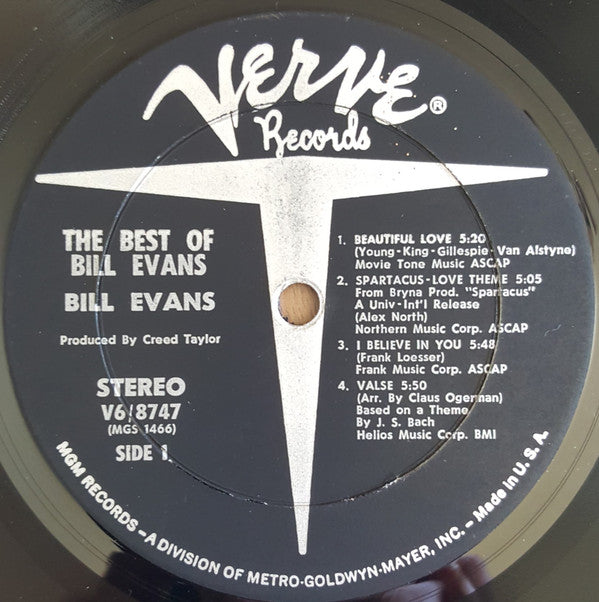 VERVE®
Records
THE BEST OF
BILL EVANS
BILL EVANS
Produced By Creed Taylor
STEREO
V6/8747
(MGS 1466)
SIDE 1.
1. BEAUTIFUL LOVE 5:20
(Young-King-Gillespie-Van Alstyne)
Movie Tone Music ASCAP
2. SPARTACUS-LOVE THEME 5:05
From Bryna Prod. "Spartacus"
A Univ-Int'l Release
(Alex North)
Northern Music Corp. ASCAP
3. I BELIEVE IN YOU 5:48
(Frank Loesser)
Frank Music Corp. ASCAP
4. VALSE 5:50
(Arr. By Claus Ogerman)
Based on a Theme
By J. S. Bach
Helios Music Corp. BMI
MGM RECORDS—A DIVISION OF METRO-GOLDWYN-MAYER, INC.—Made in U.S.A.